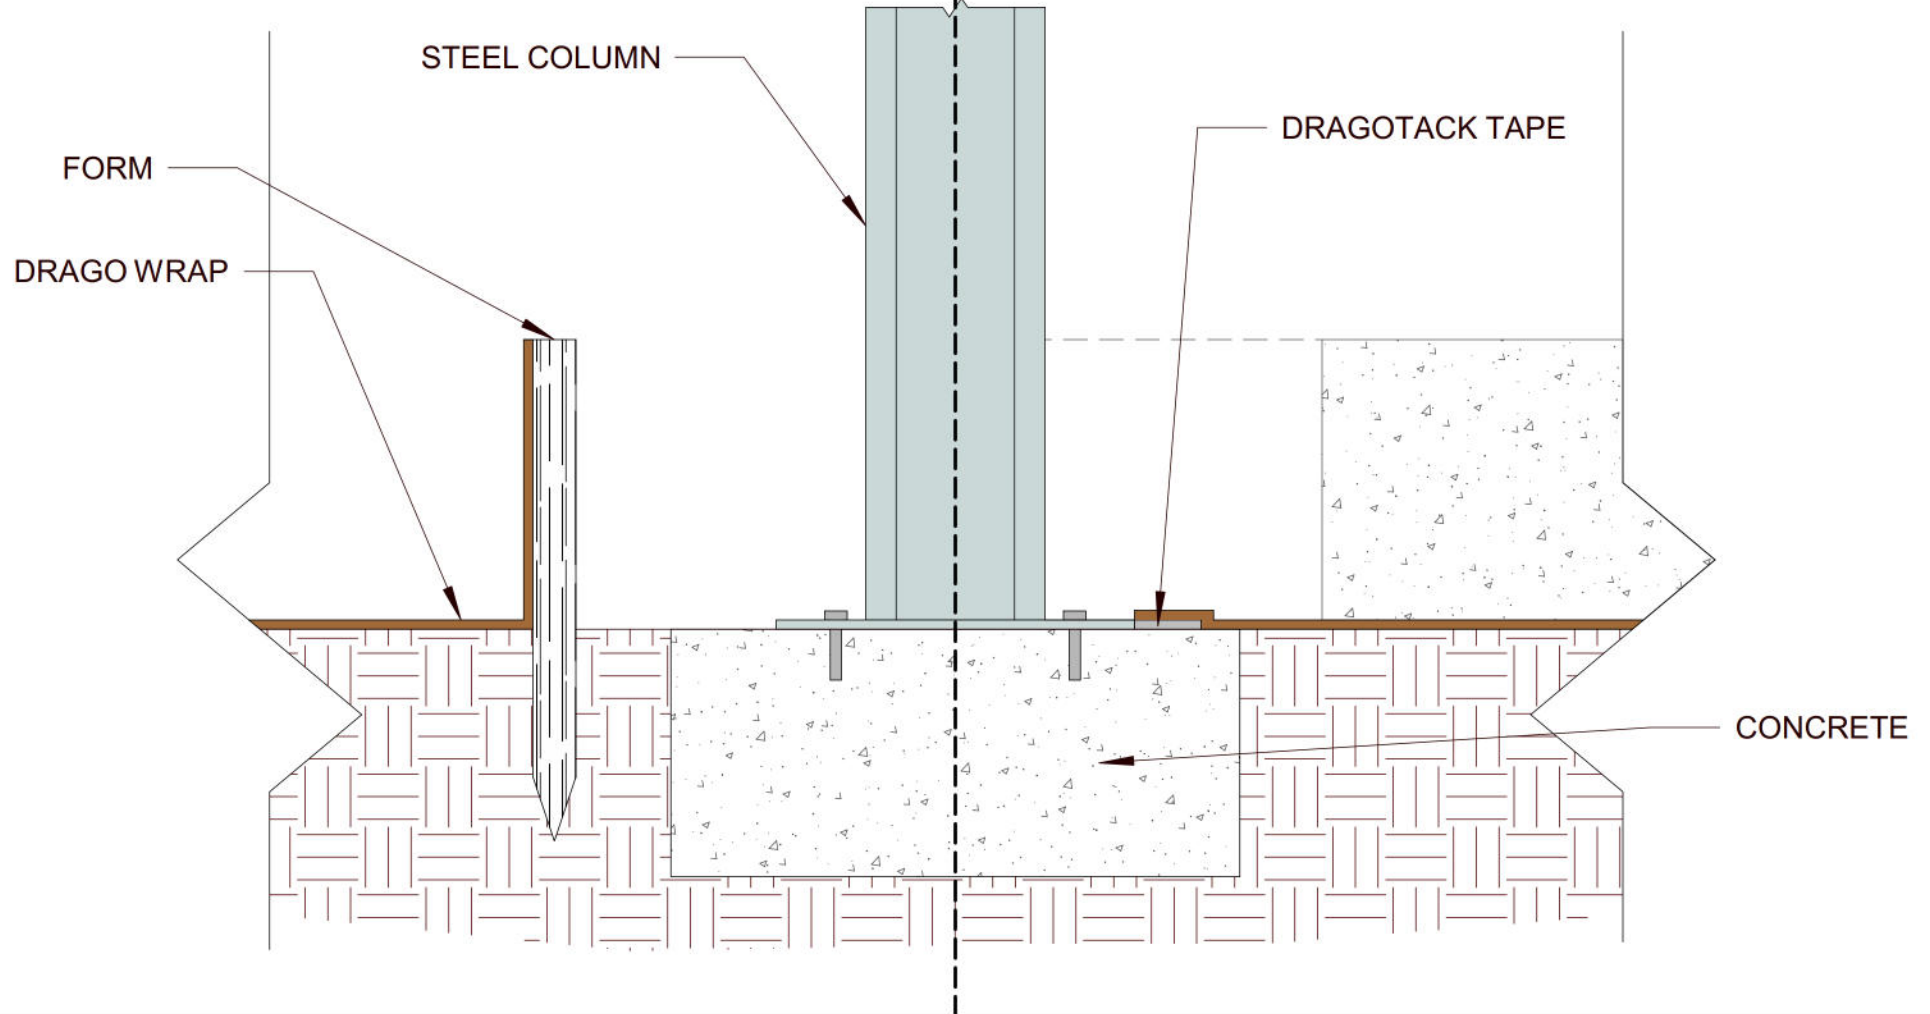 STEEL COLUMN
DRAGOTACK TAPE
FORM
DRAGO WRAP
CONCRETE